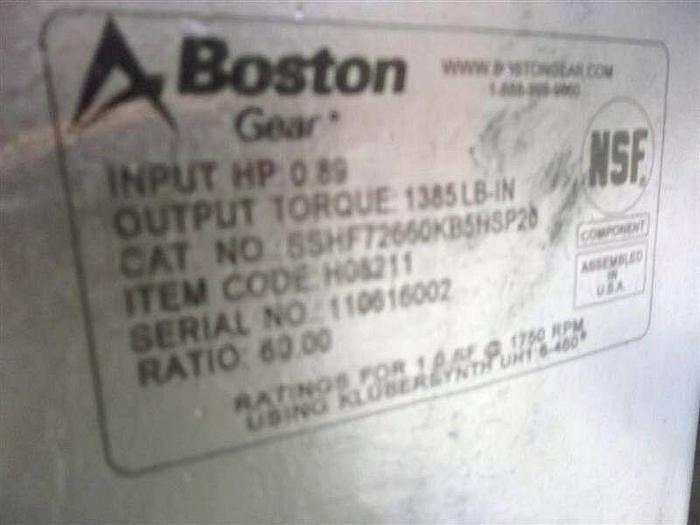 Boston
Gear®
WWW.BOSTONGEAR.COM
NSF.
COMPONENT
ASSEMBLED
IN
U.S.A.
INPUT HP: 0.89
OUTPUT TORQUE: 1385 LB-IN
CAT. NO. SSHF72660KB5HSP20
ITEM CODE: H08211
SERIAL NO.: 110616002
RATIO: 60.00
RATINGS FOR 1.0 SF @ 1750 RPM
USING KLUBERSYNTH UH1 6-460*